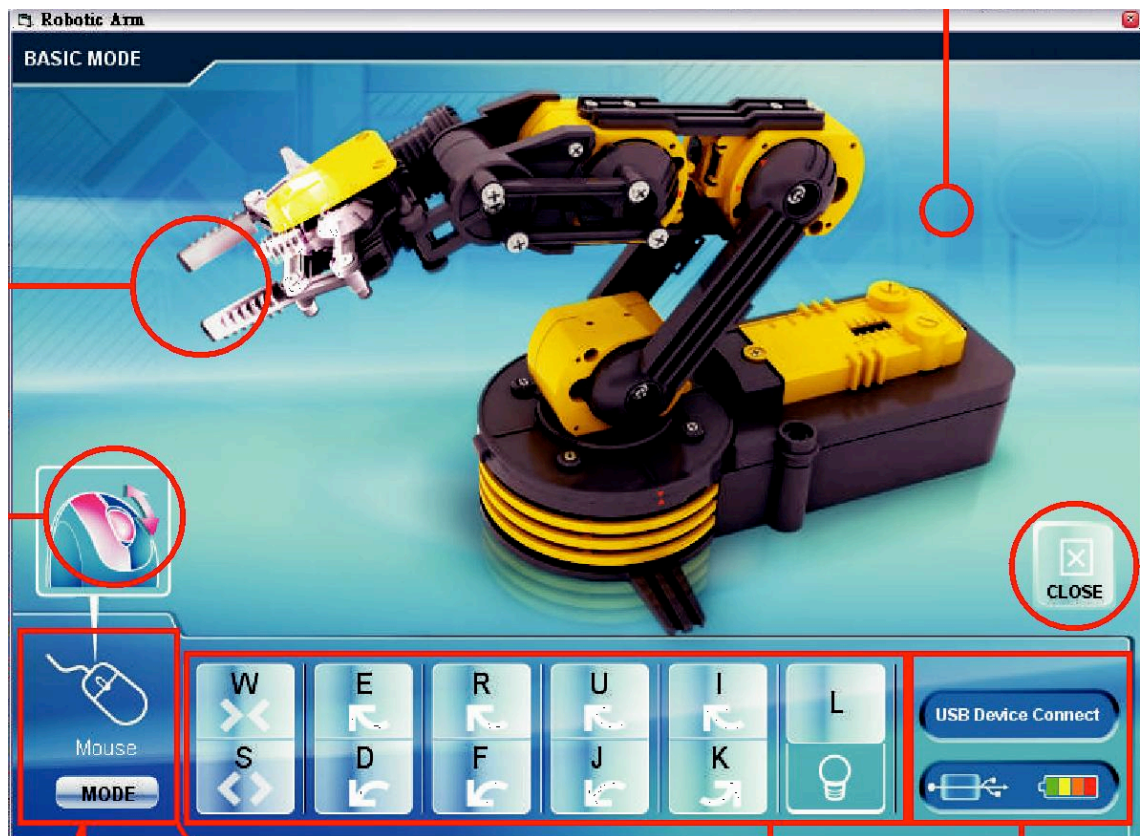 Robotic Arm
BASIC MODE
CLOSE
W E R U I L
S D F J K
Mouse
MODE
USB Device Connect